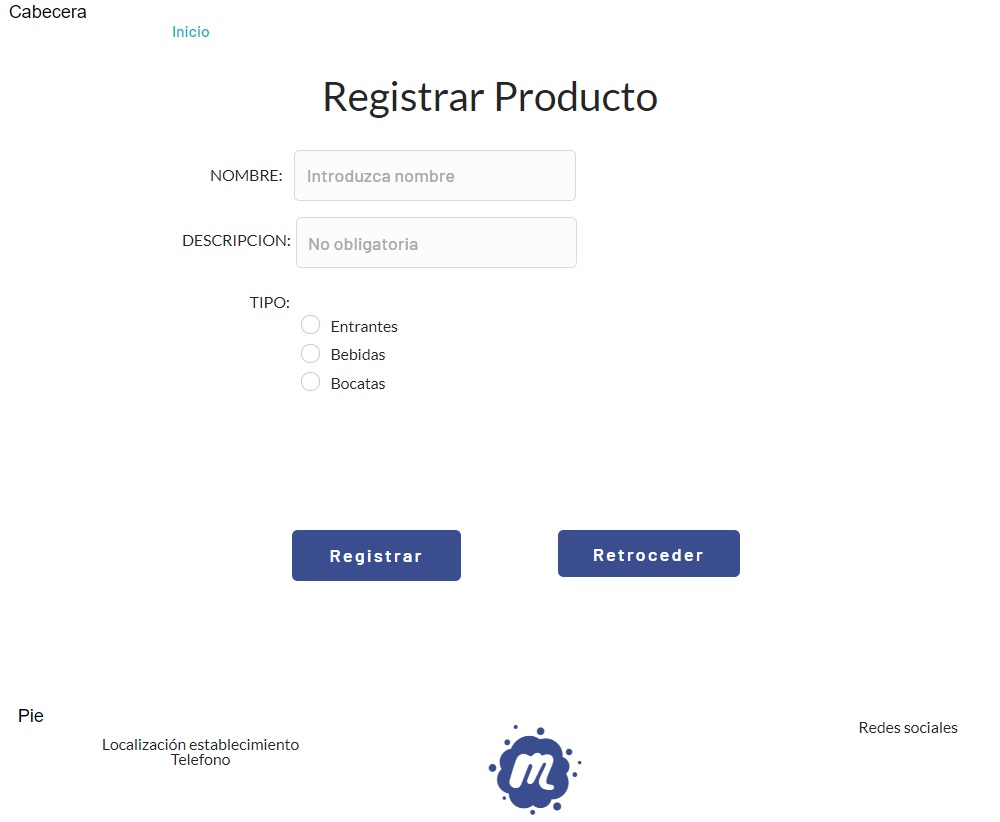 Cabecera
Inicio
Registrar Producto
NOMBRE: Introduzca nombre
DESCRIPCION: No obligatoria
TIPO:
Entrantes
Bebidas
Bocatas
Registrar Retroceder
Pie
Redes sociales
Localización establecimiento
Telefono
m